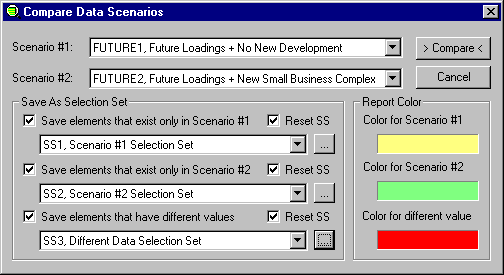 Compare Data Scenarios
Scenario #1: FUTURE1, Future Loadings + No New Development > Compare <
Scenario #2: FUTURE2, Future Loadings + New Small Business Complex Cancel
Save As Selection Set
Save elements that exist only in Scenario #1 Reset SS
SS1, Scenario #1 Selection Set ...
Save elements that exist only in Scenario #2 Reset SS
SS2, Scenario #2 Selection Set ...
Save elements that have different values Reset SS
SS3, Different Data Selection Set ...
Report Color
Color for Scenario #1
Color for Scenario #2
Color for different value